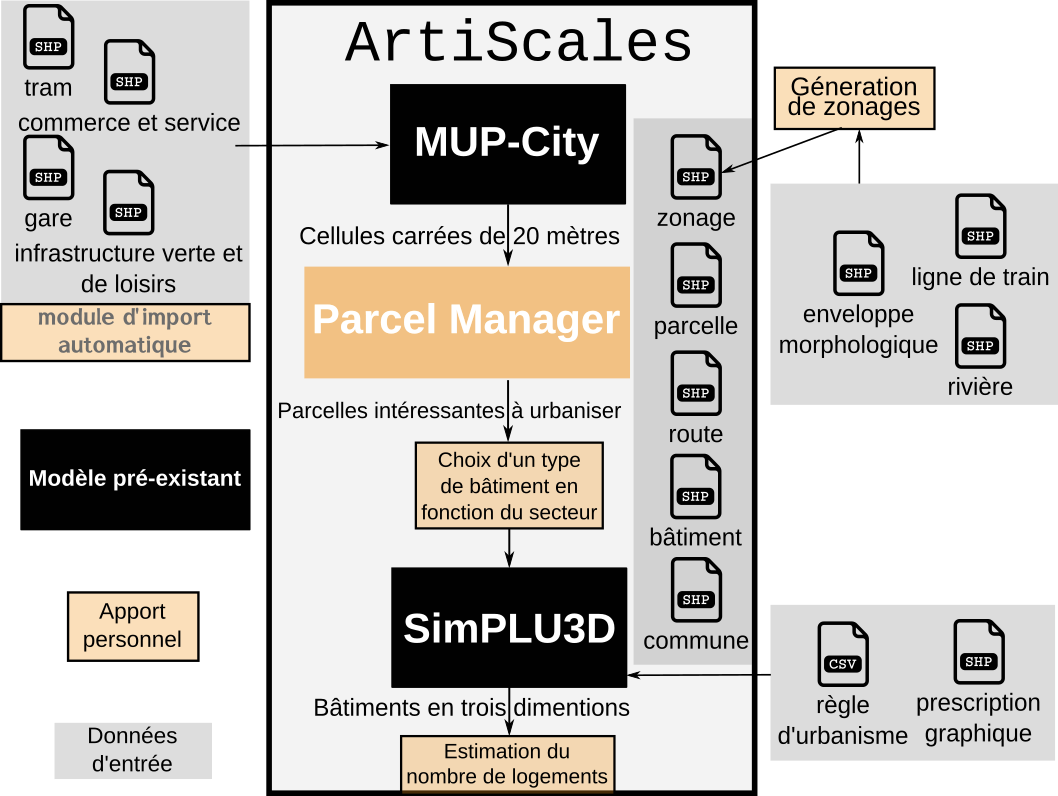 ArtiScales
SHP
tram
SHP
commerce et service
SHP
gare
SHP
infrastructure verte et
de loisirs
module d'import
automatique
Modèle pré-existant
Apport
personnel
Données
d'entrée
MUP-City
Cellules carrées de 20 mètres
Parcel Manager
Parcelles intéressantes à urbaniser
Choix d'un type
de bâtiment en
fonction du secteur
SimPLU3D
Bâtiments en trois dimentions
Estimation du
nombre de logements
SHP
zonage
SHP
parcelle
SHP
route
SHP
bâtiment
SHP
commune
Géneration
de zonages
SHP
ligne de train
SHP
enveloppe
morphologique
SHP
rivière
CSV
règle
d'urbanisme
SHP
prescription
graphique